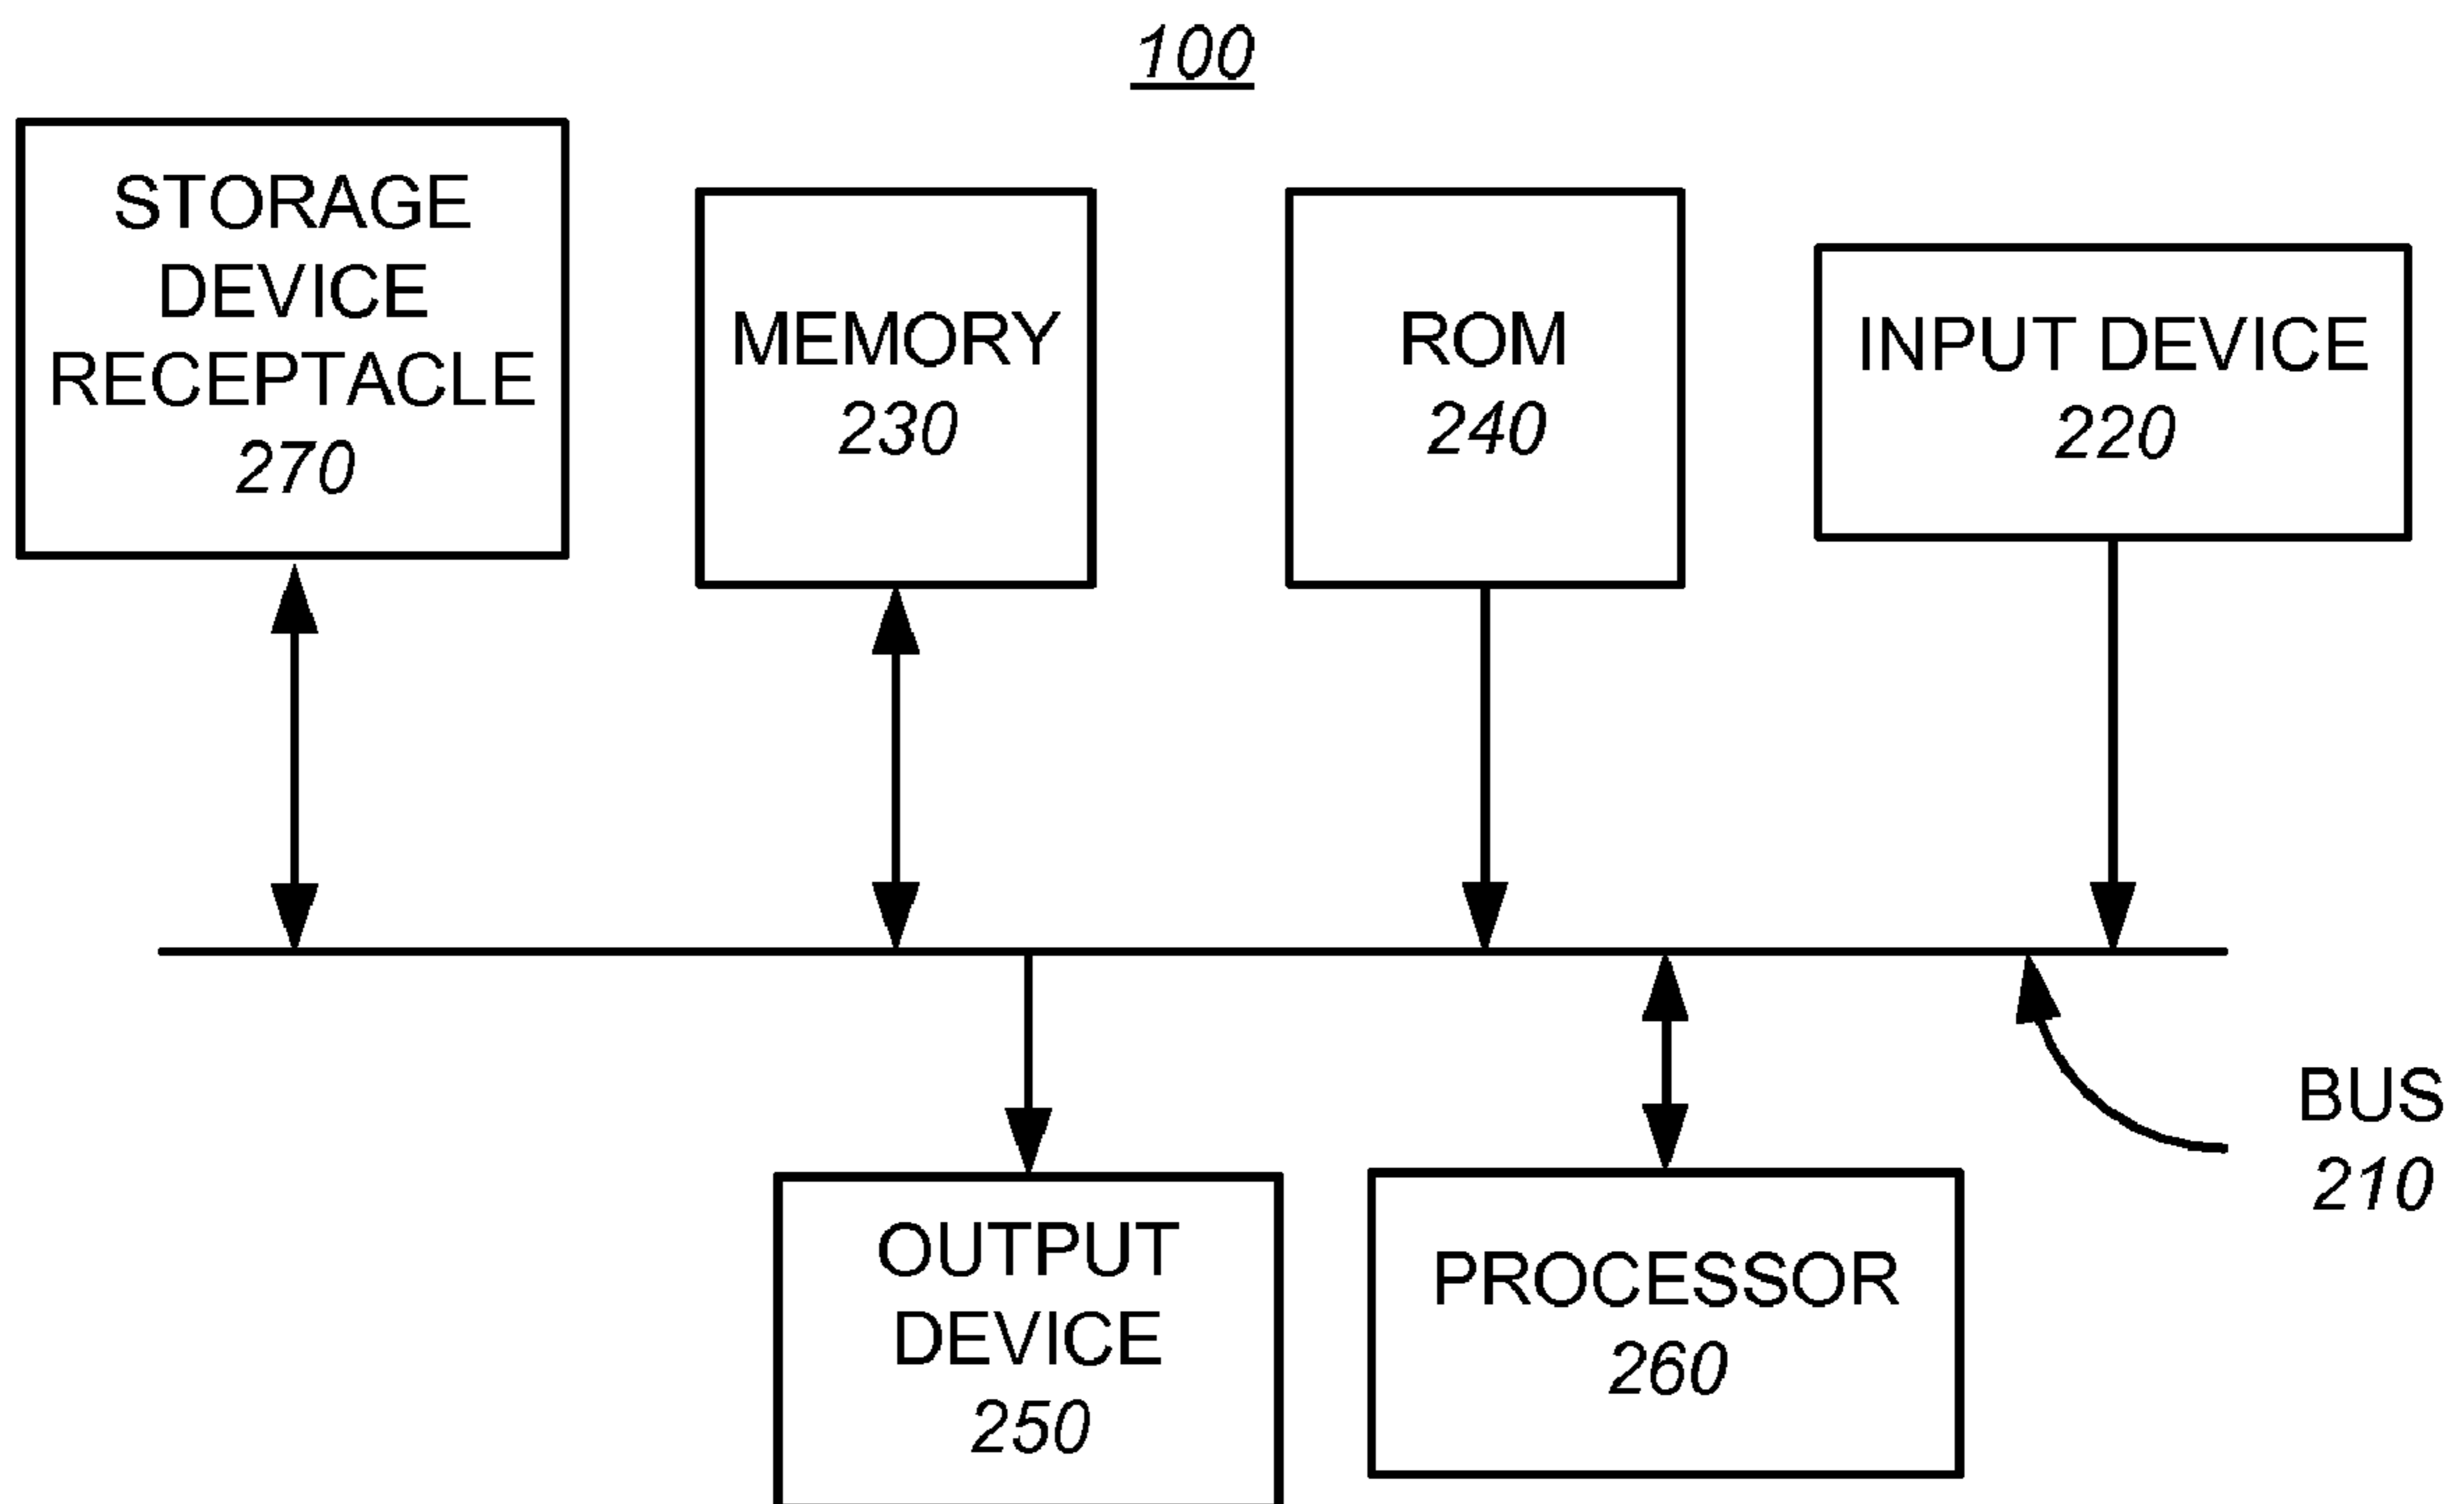 100
STORAGE
DEVICE
RECEPTACLE
270
MEMORY
230
ROM
240
INPUT DEVICE
220
BUS
210
OUTPUT
DEVICE
250
PROCESSOR
260